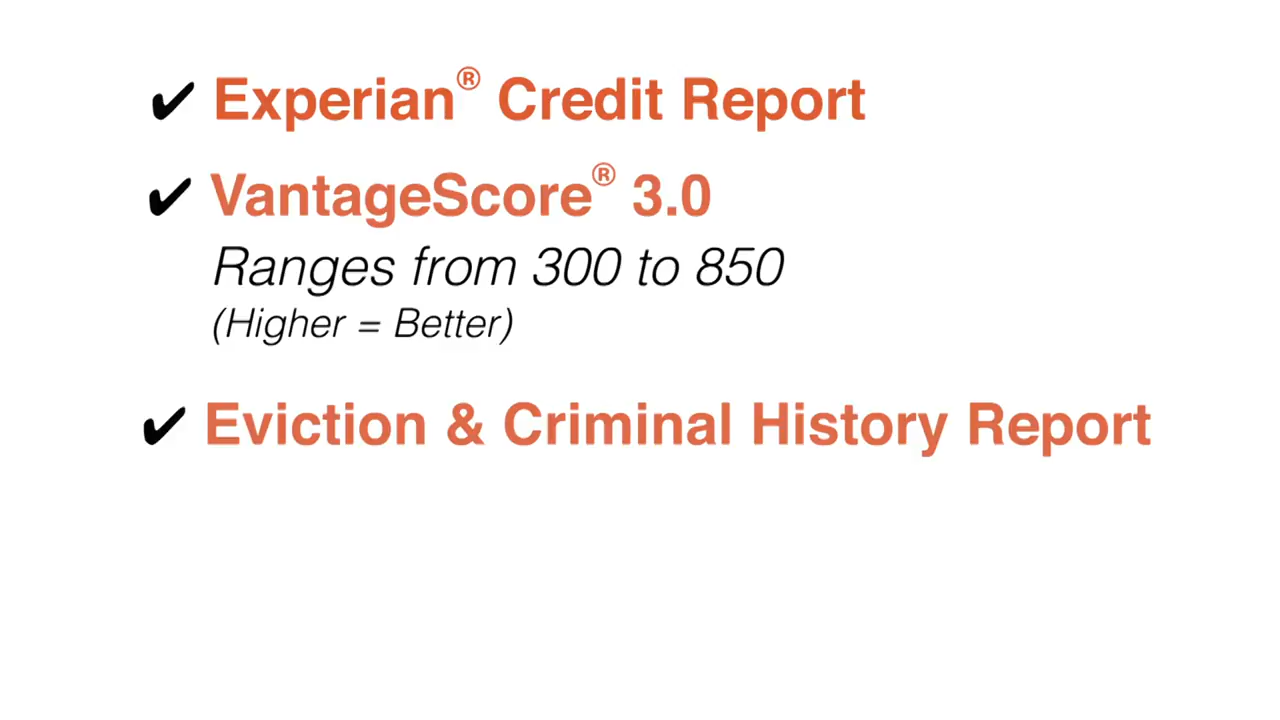 ✔ Experian® Credit Report
✔ VantageScore® 3.0
Ranges from 300 to 850
(Higher = Better)
✔ Eviction & Criminal History Report